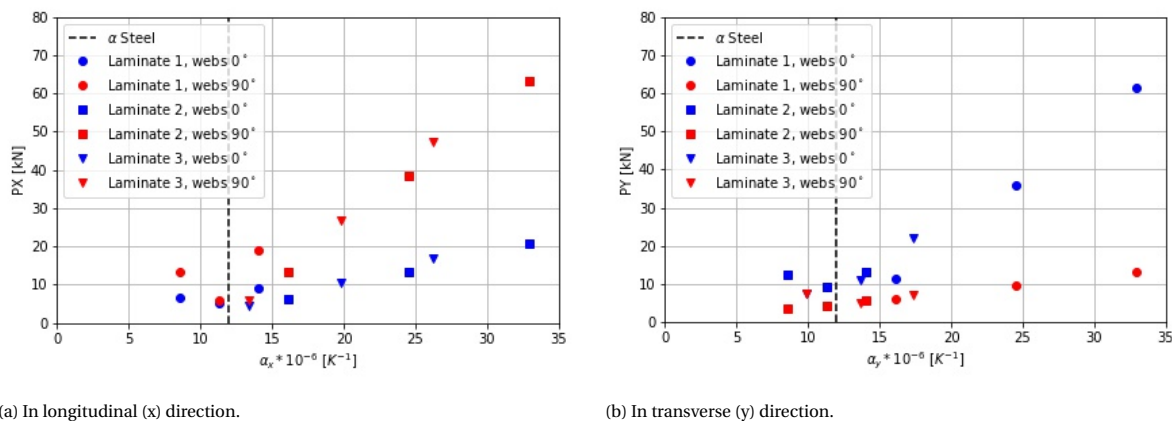 80
70
60
50
40
30
20
10
0
PX [kN]
α Steel
Laminate 1, webs 0°
Laminate 1, webs 90°
Laminate 2, webs 0°
Laminate 2, webs 90°
Laminate 3, webs 0°
Laminate 3, webs 90°
0 5 10 15 20 25 30 35
αₓ * 10⁻⁶ [K⁻¹]
(a) In longitudinal (x) direction.
80
70
60
50
40
30
20
10
0
PY [kN]
α Steel
Laminate 1, webs 0°
Laminate 1, webs 90°
Laminate 2, webs 0°
Laminate 2, webs 90°
Laminate 3, webs 0°
Laminate 3, webs 90°
0 5 10 15 20 25 30 35
α_y * 10⁻⁶ [K⁻¹]
(b) In transverse (y) direction.